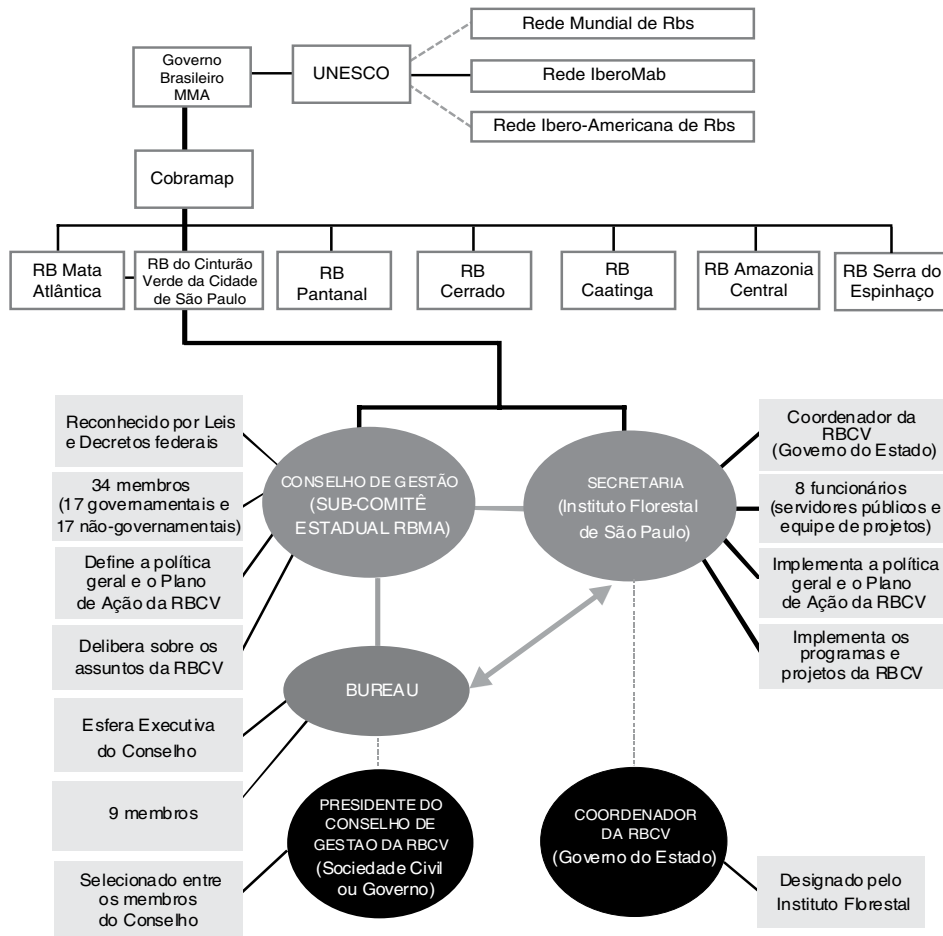 Rede Mundial de Rbs
Governo
Brasileiro
MMA
UNESCO
Rede IberoMab
Rede Ibero-Americana de Rbs
Cobramap
RB Mata
Atlântica
RB do Cinturão
Verde da Cidade
de São Paulo
RB
Pantanal
RB
Cerrado
RB
Caatinga
RB Amazonia
Central
RB Serra do
Espinhaço
Reconhecido por Leis
e Decretos federais
34 membros
(17 governamentais e
17 não-governamentais)
Define a política
geral e o Plano
de Ação da RBCV
Delibera sobre os
assuntos da RBCV
CONSELHO DE GESTÃO
(SUB-COMITÊ
ESTADUAL RBMA)
SECRETARIA
(Instituto Florestal
de São Paulo)
Coordenador da
RBCV
(Governo do Estado)
8 funcionários
(servidores públicos e
equipe de projetos)
Implementa a política
geral e o Plano
de Ação da RBCV
Implementa os
programas e
projetos da RBCV
BUREAU
Esfera Executiva
do Conselho
9 membros
PRESIDENTE DO
CONSELHO DE
GESTAO DA RBCV
(Sociedade Civil
ou Governo)
COORDENADOR
DA RBCV
(Governo do Estado)
Selecionado entre
os membros
do Conselho
Designado pelo
Instituto Florestal